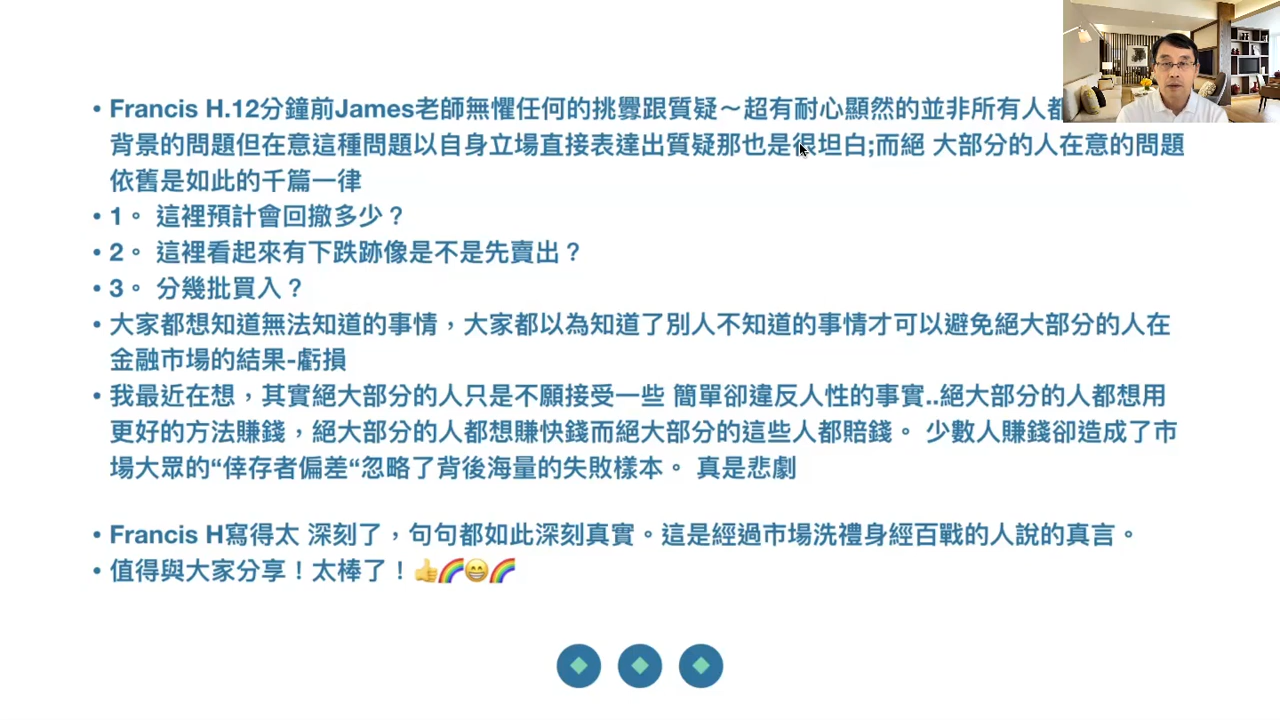 • Francis H.12分鐘前James老師無懼任何的挑釁跟質疑～超有耐心顯然的並非所有人都
背景的問題但在意這種問題以自身立場直接表達出質疑那也是很坦白;而絕 大部分的人在意的問題
依舊是如此的千篇一律
• 1。 這裡預計會回撤多少？
• 2。 這裡看起來有下跌跡像是不是先賣出？
• 3。 分幾批買入？
• 大家都想知道無法知道的事情，大家都以為知道了別人不知道的事情才可以避免絕大部分的人在
金融市場的結果-虧損
• 我最近在想，其實絕大部分的人只是不願接受一些 簡單卻違反人性的事實..絕大部分的人都想用
更好的方法賺錢，絕大部分的人都想賺快錢而絕大部分的這些人都賠錢。 少數人賺錢卻造成了市
場大眾的“倖存者偏差“忽略了背後海量的失敗樣本。 真是悲劇
• Francis H寫得太 深刻了，句句都如此深刻真實。這是經過市場洗禮身經百戰的人說的真言。
• 值得與大家分享！太棒了！👍🌈😁🌈